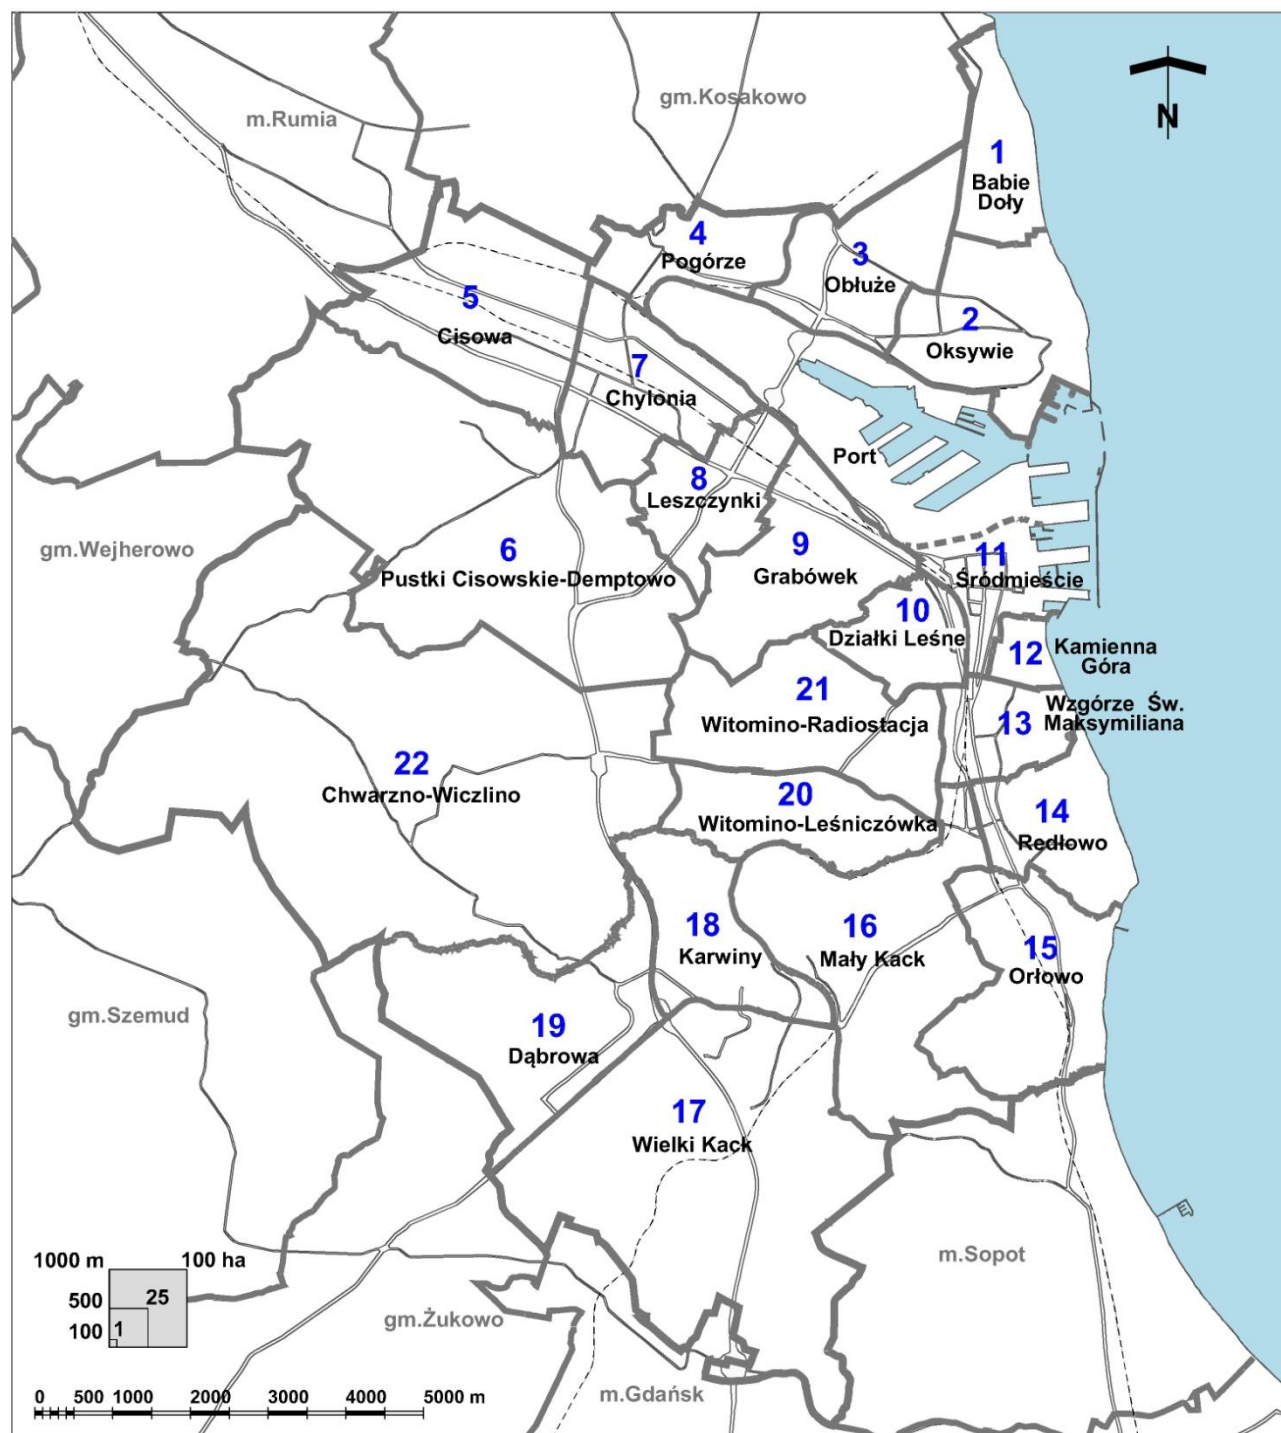 gm.Kosakowo
m.Rumia
N
1
Babie
Doły
4
Pogórze
3
Obłuże
5
Cisowa
2
Oksywie
7
Chylonia
Port
8
Leszczynki
gm.Wejherowo
6
Pustki Cisowskie-Demptowo
9
Grabówek
11
Śródmieście
10
Działki Leśne
12
Kamienna
Góra
21
Witomino-Radiostacja
13
Wzgórze Św.
Maksymiliana
22
Chwarzno-Wiczlino
20
Witomino-Leśniczówka
14
Redłowo
18
Karwiny
16
Mały Kack
15
Orłowo
gm.Szemud
19
Dąbrowa
17
Wielki Kack
m.Sopot
1000 m 100 ha
500 25
100 1
gm.Żukowo
m.Gdańsk
0 500 1000 2000 3000 4000 5000 m